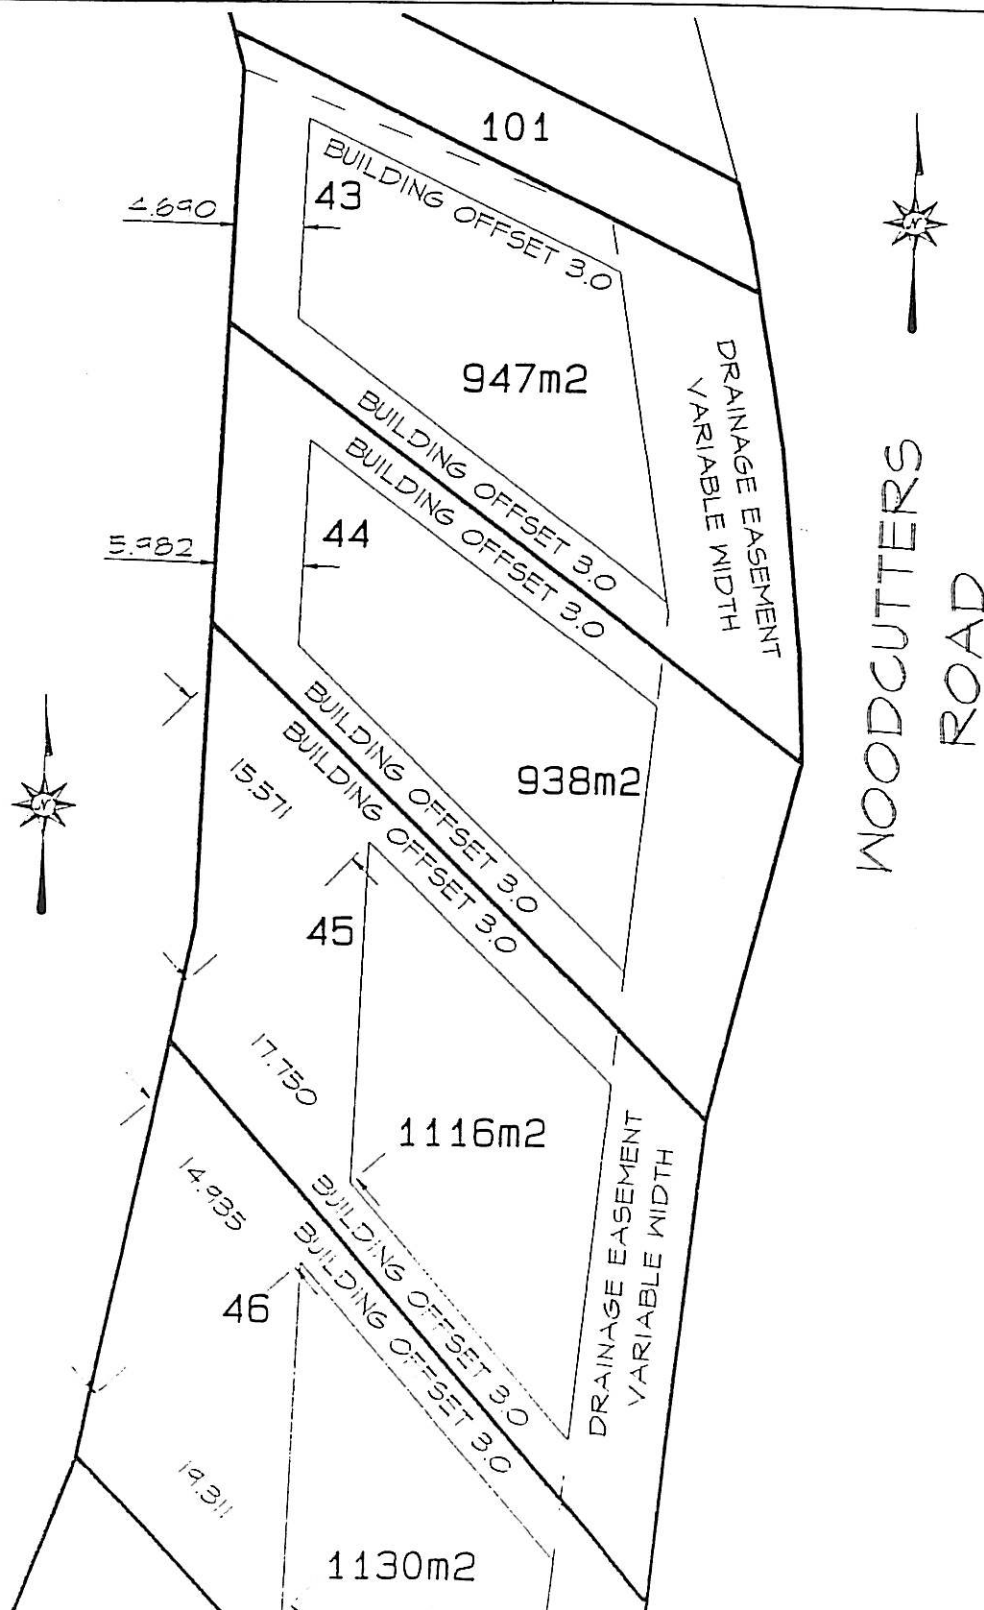 101
BUILDING OFFSET 3.0
43
4.690
947m2
DRAINAGE EASEMENT
VARIABLE WIDTH
BUILDING OFFSET 3.0
BUILDING OFFSET 3.0
44
5.982
WOODCUTTERS
ROAD
N
938m2
BUILDING OFFSET 3.0
BUILDING OFFSET 3.0
15.571
N
45
17.750
1116m2
DRAINAGE EASEMENT
VARIABLE WIDTH
BUILDING OFFSET 3.0
BUILDING OFFSET 3.0
14.935
46
19.311
1130m2